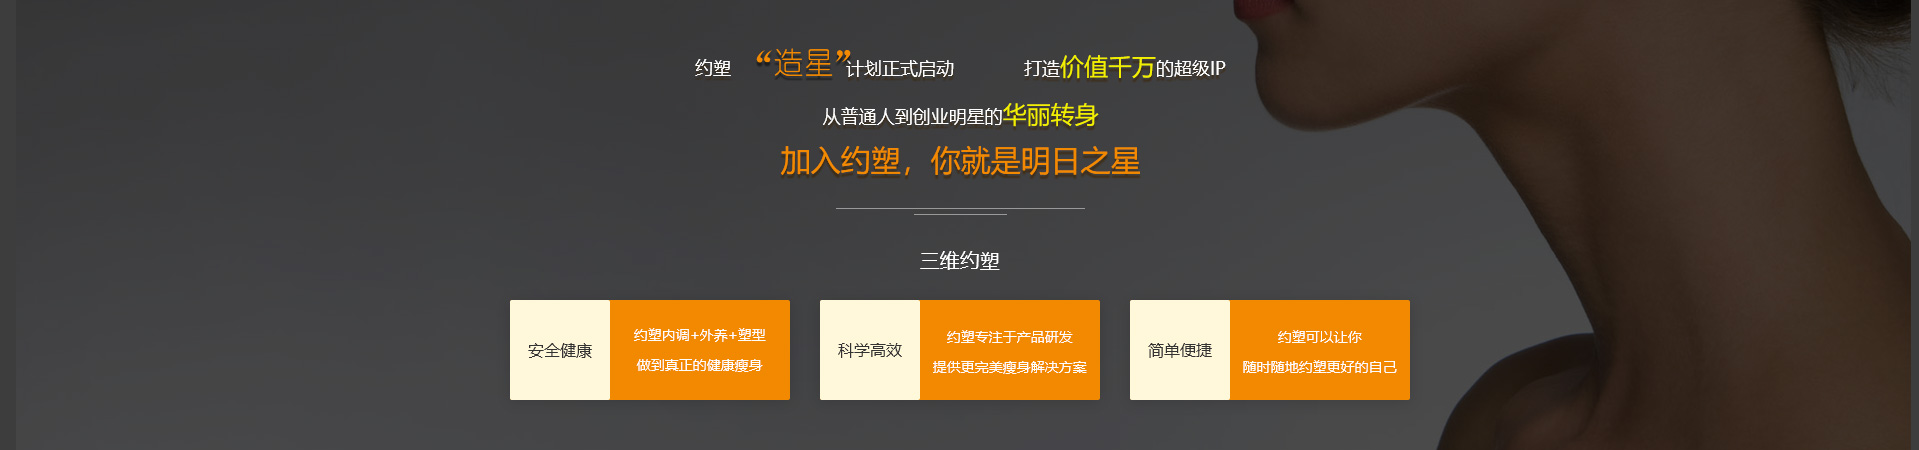 约塑 “造星”计划正式启动 打造价值千万的超级IP
从普通人到创业明星的华丽转身
加入约塑，你就是明日之星
三维约塑
安全健康
约塑内调+外养+塑型
做到真正的健康瘦身
科学高效
约塑专注于产品研发
提供更完美瘦身解决方案
简单便捷
约塑可以让你
随时随地约塑更好的自己